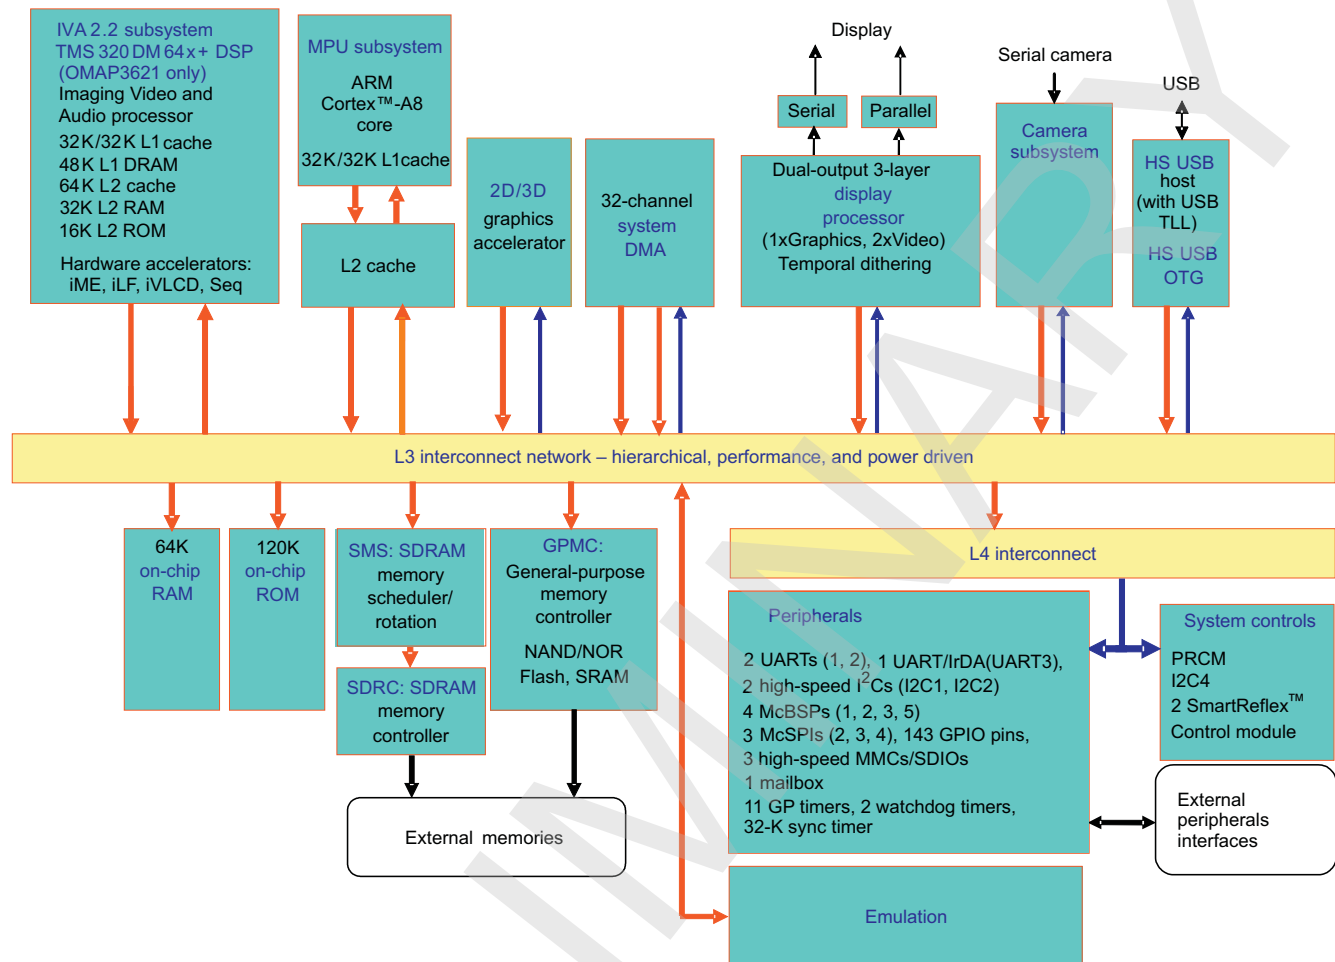 IVA 2.2 subsystem
TMS 320 DM 64x+ DSP
(OMAP3621 only)
Imaging Video and
Audio processor
32K/32K L1 cache
48K L1 DRAM
64K L2 cache
32K L2 RAM
16K L2 ROM
Hardware accelerators:
iME, iLF, iVLCD, Seq
MPU subsystem
ARM
Cortex™-A8
core
32K/32K L1cache
L2 cache
2D/3D
graphics
accelerator
32-channel
system
DMA
Display
Serial
Parallel
Dual-output 3-layer
display
processor
(1xGraphics, 2xVideo)
Temporal dithering
Serial camera
Camera
subsystem
USB
HS USB
host
(with USB
TLL)
HS USB
OTG
L3 interconnect network – hierarchical, performance, and power driven
64K
on-chip
RAM
120K
on-chip
ROM
SMS: SDRAM
memory
scheduler/
rotation
SDRC: SDRAM
memory
controller
GPMC:
General-purpose
memory
controller
NAND/NOR
Flash, SRAM
External memories
L4 interconnect
Peripherals
2 UARTs (1, 2), 1 UART/IrDA(UART3),
2 high-speed I²Cs (I2C1, I2C2)
4 McBSPs (1, 2, 3, 5)
3 McSPIs (2, 3, 4), 143 GPIO pins,
3 high-speed MMCs/SDIOs
1 mailbox
11 GP timers, 2 watchdog timers,
32-K sync timer
System controls
PRCM
I2C4
2 SmartReflex™
Control module
External
peripherals
interfaces
Emulation